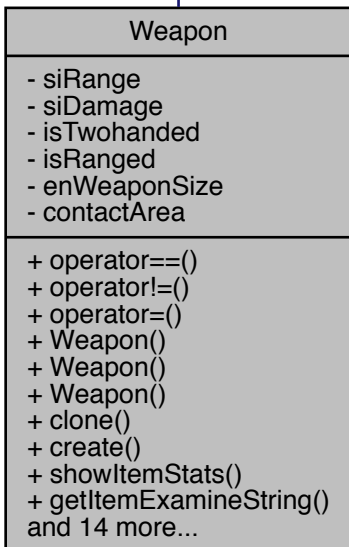 Weapon
- siRange
- siDamage
- isTwohanded
- isRanged
- enWeaponSize
- contactArea
+ operator==()
+ operator!=()
+ operator=()
+ Weapon()
+ Weapon()
+ Weapon()
+ clone()
+ create()
+ showItemStats()
+ getItemExamineString()
and 14 more...